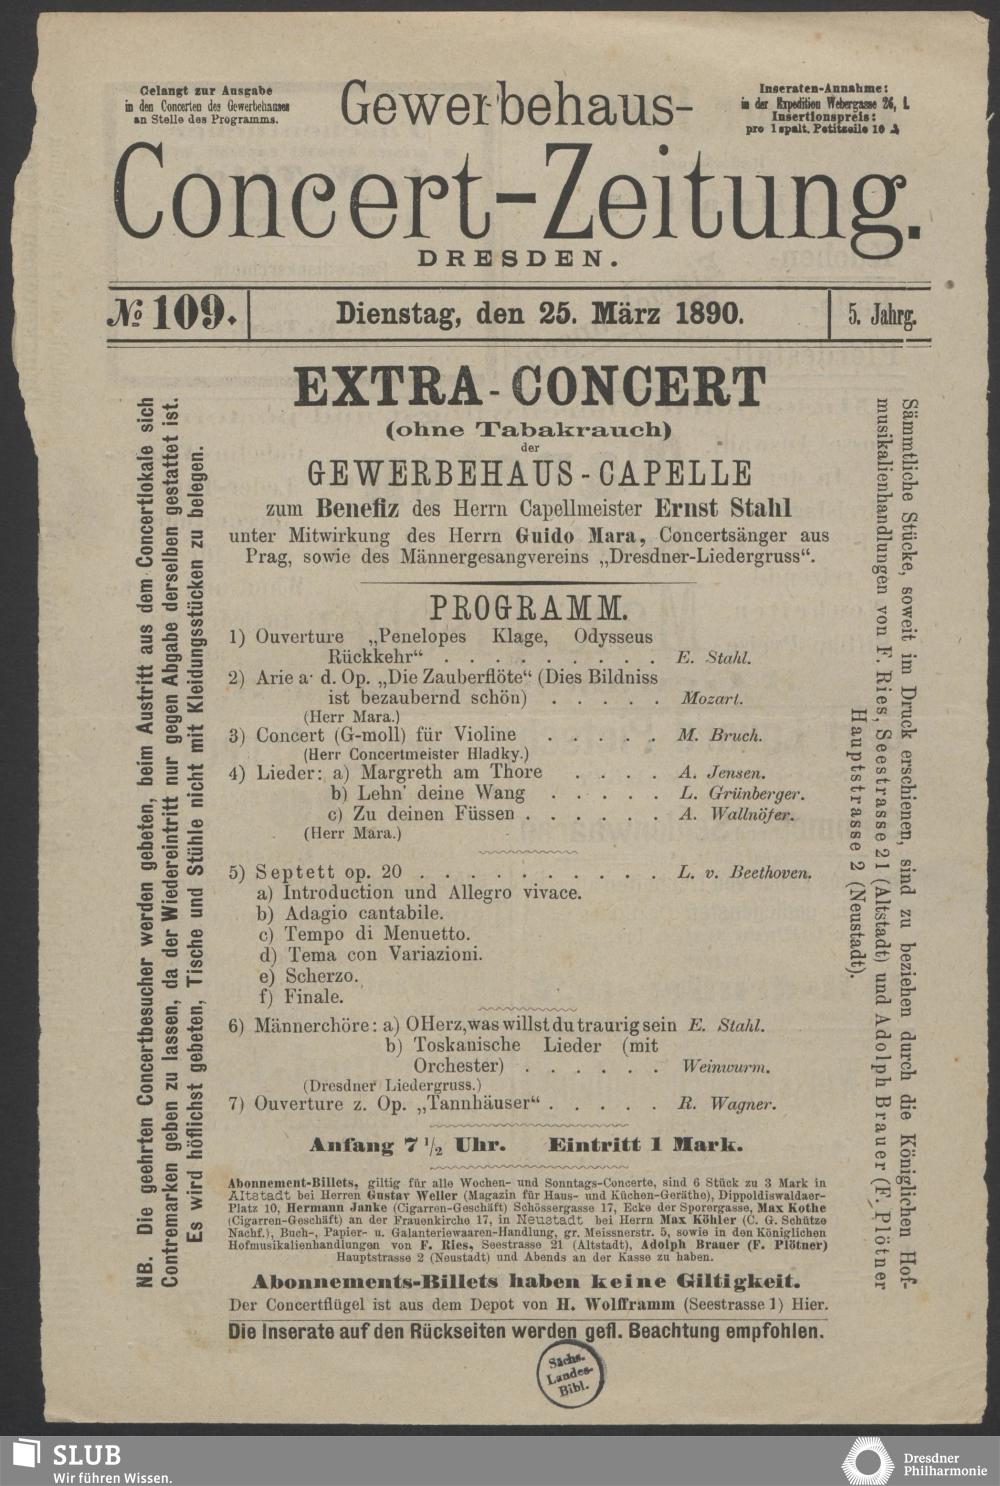 Gelangt zur Ausgabe
in den Concerten des Gewerbehauses
an Stelle des Programms.
Gewerbehaus-
Inseraten-Annahme:
in der Expedition Webergasse 26, I.
Insertionspreis:
pro 1 spalt. Petitzeile 10 ₰
Concert-Zeitung.
DRESDEN.
№ 109.
Dienstag, den 25. März 1890.
5. Jahrg.
NB. Die geehrten Concertbesucher werden gebeten, beim Austritt aus dem Concertlokale sich
Contremarken geben zu lassen, da der Wiedereintritt nur gegen Abgabe derselben gestattet ist.
Es wird höflichst gebeten, Tische und Stühle nicht mit Kleidungsstücken zu belegen.
EXTRA-CONCERT
(ohne Tabakrauch)
der
GEWERBEHAUS-CAPELLE
zum Benefiz des Herrn Capellmeister Ernst Stahl
unter Mitwirkung des Herrn Guido Mara, Concertsänger aus
Prag, sowie des Männergesangvereins „Dresdner-Liedergruss“.
PROGRAMM.
1) Ouverture „Penelopes Klage, Odysseus
Rückkehr“ . . . . . . . . . E. Stahl.
2) Arie a· d. Op. „Die Zauberflöte“ (Dies Bildniss
ist bezaubernd schön) . . . . . Mozart.
(Herr Mara.)
3) Concert (G-moll) für Violine . . . . . M. Bruch.
(Herr Concertmeister Hladky.)
4) Lieder: a) Margreth am Thore . . . . A. Jensen.
b) Lehn' deine Wang . . . . . L. Grünberger.
c) Zu deinen Füssen . . . . . . A. Wallnöfer.
(Herr Mara.)
5) Septett op. 20 . . . . . . . . . . L. v. Beethoven.
a) Introduction und Allegro vivace.
b) Adagio cantabile.
c) Tempo di Menuetto.
d) Tema con Variazioni.
e) Scherzo.
f) Finale.
6) Männerchöre: a) O Herz, was willst du traurig sein E. Stahl.
b) Toskanische Lieder (mit
Orchester) . . . . . . Weinwurm.
(Dresdner Liedergruss.)
7) Ouverture z. Op. „Tannhäuser“ . . . . . R. Wagner.
Anfang 7 1/2 Uhr. Eintritt 1 Mark.
Abonnement-Billets, giltig für alle Wochen- und Sonntags-Concerte, sind 6 Stück zu 3 Mark in
Altstadt bei Herren Gustav Weller (Magazin für Haus- und Küchen-Geräthe), Dippoldiswaldaer-
Platz 10, Hermann Janke (Cigarren-Geschäft) Schössergasse 17, Ecke der Sporergasse, Max Kothe
(Cigarren-Geschäft) an der Frauenkirche 17, in Neustadt bei Herrn Max Köhler (C. G. Schütze
Nachf.), Buch-, Papier- u. Galanteriewaaren-Handlung, gr. Meissnerstr. 5, sowie in den Königlichen
Hofmusikalienhandlungen von F. Ries, Seestrasse 21 (Altstadt), Adolph Brauer (F. Plötner)
Hauptstrasse 2 (Neustadt) und Abends an der Kasse zu haben.
Abonnements-Billets haben keine Giltigkeit.
Der Concertflügel ist aus dem Depot von H. Wolfframm (Seestrasse 1) Hier.
Die Inserate auf den Rückseiten werden gefl. Beachtung empfohlen.
Sämmtliche Stücke, soweit im Druck erschienen, sind zu beziehen durch die Königlichen Hof-
musikalienhandlungen von F. Ries, Seestrasse 21 (Altstadt) und Adolph Brauer (F. Plötner
Hauptstrasse 2 (Neustadt).
Sächs.
Landes-
Bibl.
SLUB
Wir führen Wissen.
Dresdner
Philharmonie